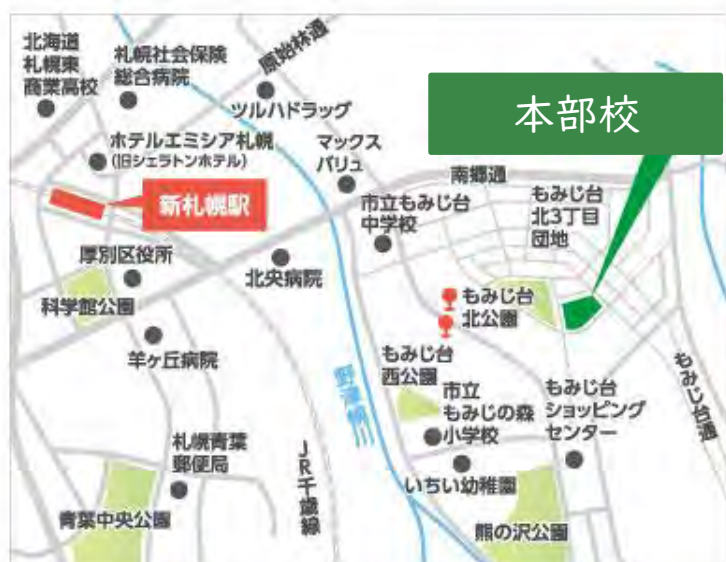 北海道
札幌東
商業高校
札幌社会保険
総合病院
原始林通
ツルハドラッグ
ホテルエミシア札幌
(旧シェラトンホテル)
マックス
バリュ
本部校
新札幌駅
南郷通
市立もみじ台
中学校
もみじ台
北3丁目
団地
厚別区役所
北央病院
科学館公園
もみじ台
北公園
羊ヶ丘病院
もみじ台
西公園
野津幌川
市立
もみじの森
小学校
もみじ台
ショッピング
センター
もみじ台通
札幌青葉
郵便局
JR千歳線
いちい幼稚園
青葉中央公園
熊の沢公園